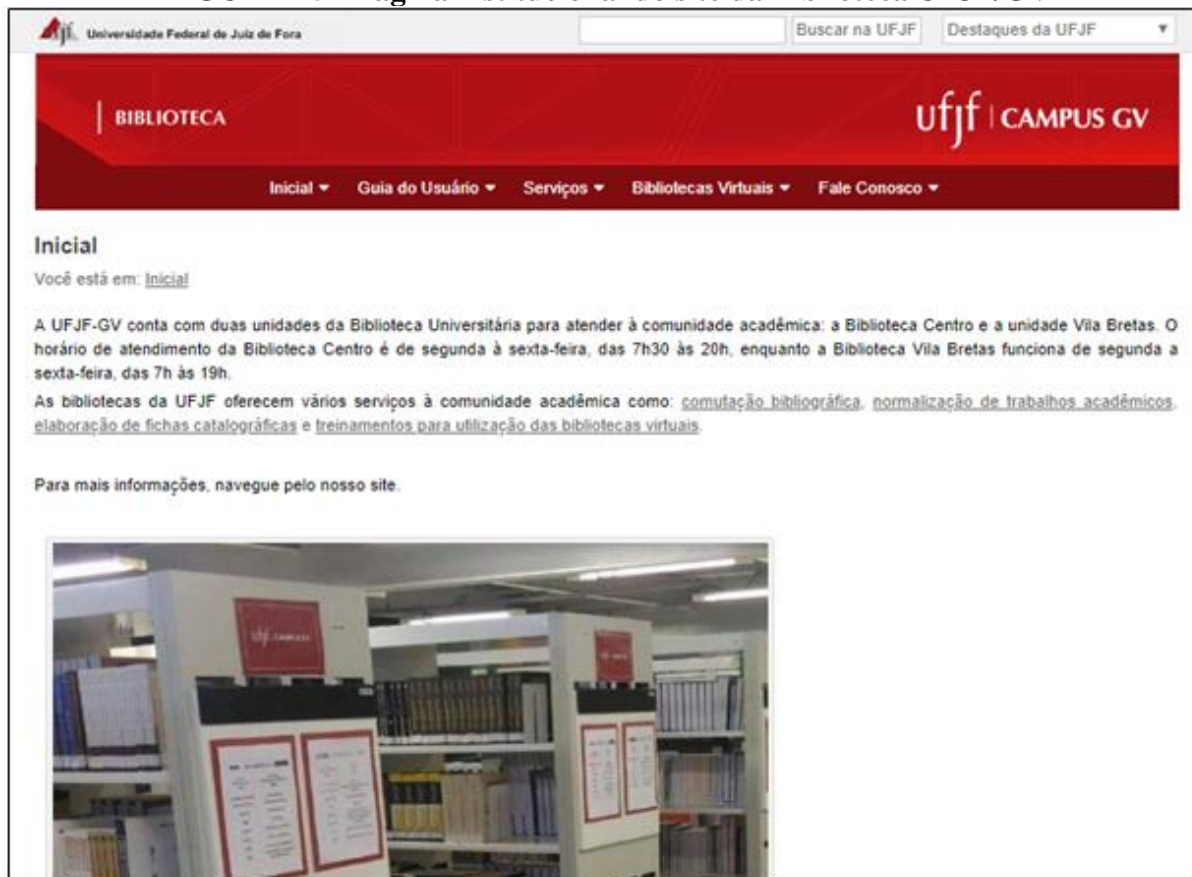 Universidade Federal de Juiz de Fora
Buscar na UFJF
Destaques da UFJF
BIBLIOTECA
ufjf | CAMPUS GV
Inicial
Guia do Usuário
Serviços
Bibliotecas Virtuais
Fale Conosco
Inicial
Você está em: Inicial
A UFJF-GV conta com duas unidades da Biblioteca Universitária para atender à comunidade acadêmica: a Biblioteca Centro e a unidade Vila Bretas. O
horário de atendimento da Biblioteca Centro é de segunda à sexta-feira, das 7h30 às 20h, enquanto a Biblioteca Vila Bretas funciona de segunda a
sexta-feira, das 7h às 19h.
As bibliotecas da UFJF oferecem vários serviços à comunidade acadêmica como: comutação bibliográfica, normalização de trabalhos acadêmicos,
elaboração de fichas catalográficas e treinamentos para utilização das bibliotecas virtuais.
Para mais informações, navegue pelo nosso site.
ufjf CAMPUS GV